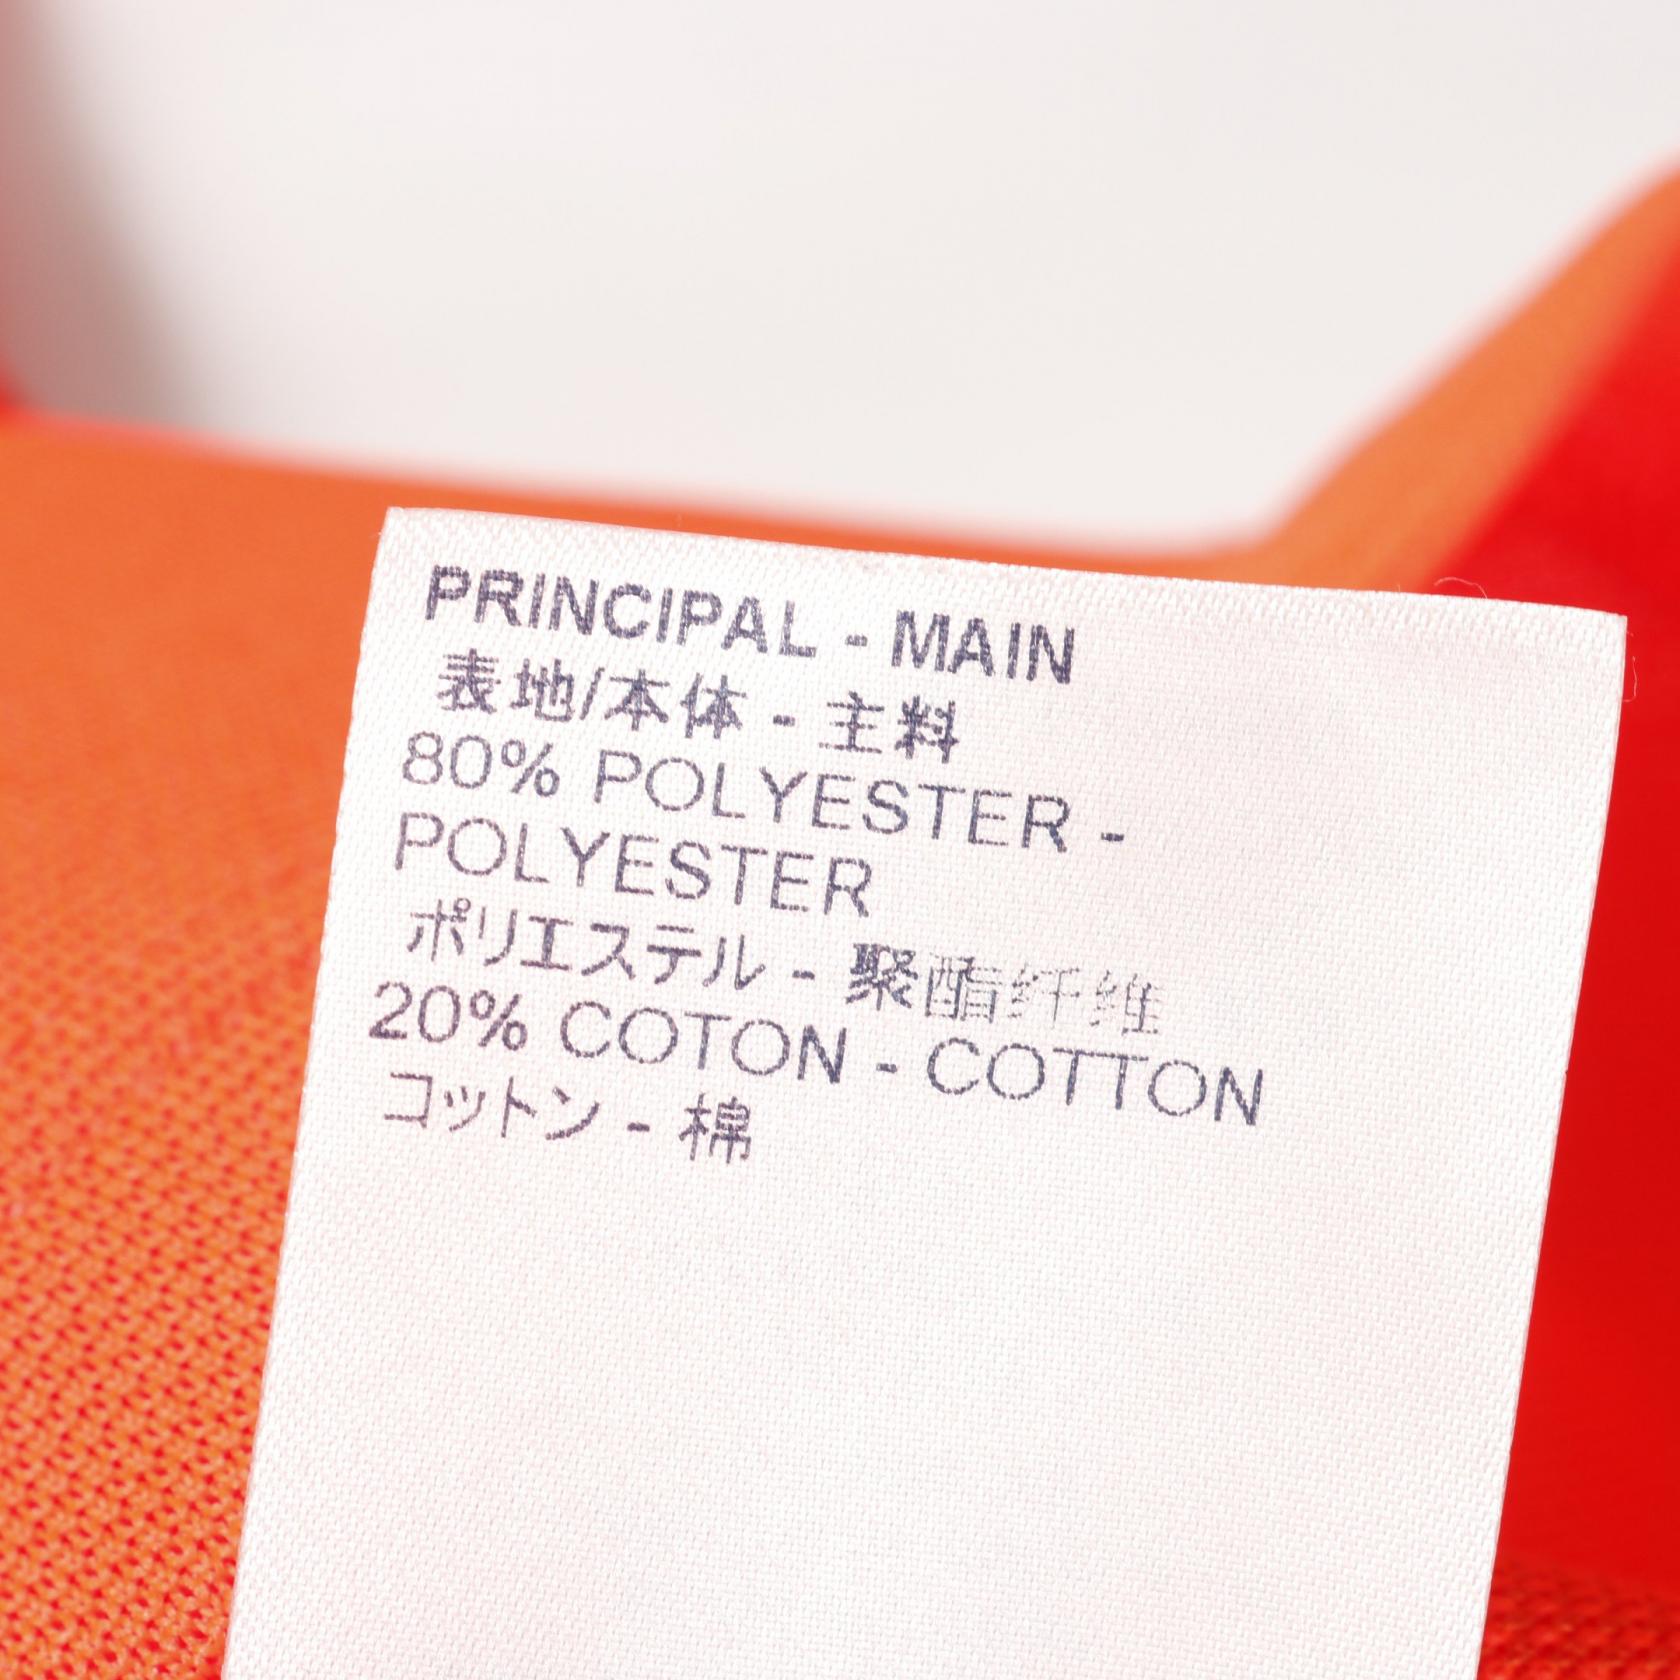 PRINCIPAL - MAIN
表地/本体 - 主料
80% POLYESTER -
POLYESTER
ポリエステル - 聚酯纤维
20% COTON - COTTON
コットン - 棉